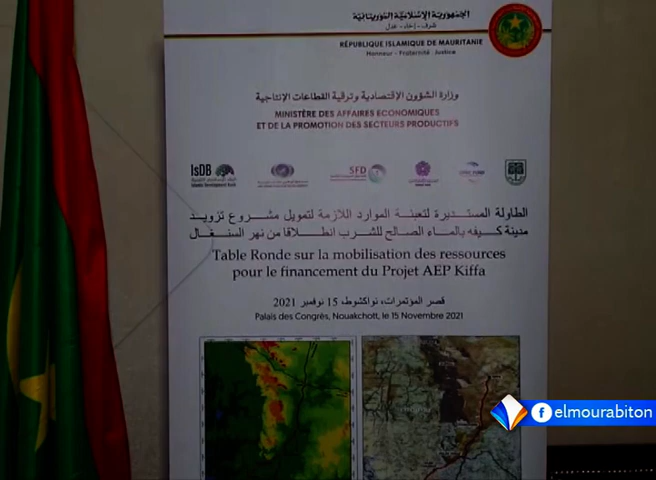 الجمهورية الإسلامية الموريتانية
شرف - إخاء - عدل
RÉPUBLIQUE ISLAMIQUE DE MAURITANIE
Honneur - Fraternité - Justice
وزارة الشؤون الإقتصادية وترقية القطاعات الإنتاجية
MINISTÈRE DES AFFAIRES ECONOMIQUES
ET DE LA PROMOTION DES SECTEURS PRODUCTIFS
IsDB
Islamic Development Bank
SFD
الطاولة المستديرة لتعبئة الموارد اللازمة لتمويل مشروع تزويد
مدينة كيفه بالماء الصالح للشرب انطلاقا من نهر السنغال
Table Ronde sur la mobilisation des ressources
pour le financement du Projet AEP Kiffa
قصر المؤتمرات، نواكشوط، 15 نوفمبر 2021
Palais des Congrès, Nouakchott, le 15 Novembre 2021
elmourabiton